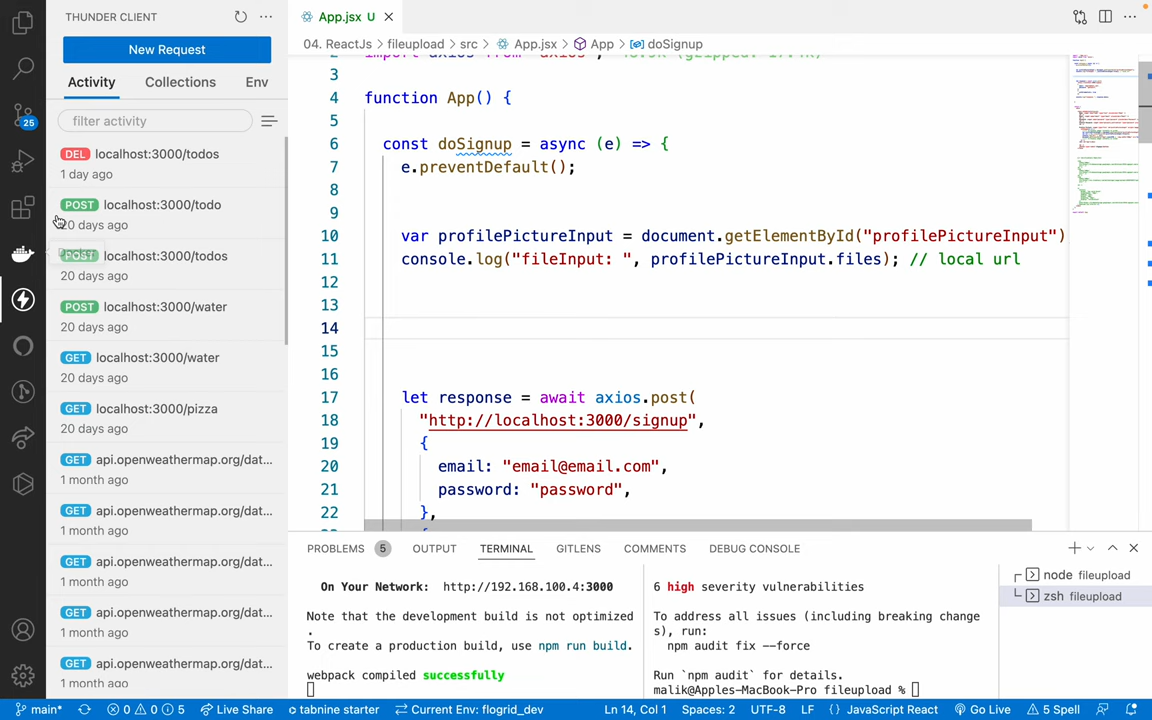 THUNDER CLIENT
New Request
Activity
Collections
Env
filter activity
DEL localhost:3000/todos
1 day ago
POST localhost:3000/todo
20 days ago
POST localhost:3000/todos
20 days ago
POST localhost:3000/water
20 days ago
GET localhost:3000/water
20 days ago
GET localhost:3000/pizza
20 days ago
GET api.openweathermap.org/dat...
1 month ago
GET api.openweathermap.org/dat...
1 month ago
GET api.openweathermap.org/dat...
1 month ago
GET api.openweathermap.org/dat...
1 month ago
GET api.openweathermap.org/dat...
1 month ago
25
App.jsx U
04. ReactJs > fileupload > src > App.jsx > App > doSignup
3
4 function App() {
5
6 const doSignup = async (e) => {
7 e.preventDefault();
8
9
10 var profilePictureInput = document.getElementById("profilePictureInput")
11 console.log("fileInput: ", profilePictureInput.files); // local url
12
13
14
15
16
17 let response = await axios.post(
18 "http://localhost:3000/signup",
19 {
20 email: "email@email.com",
21 password: "password",
22 },
PROBLEMS 5 OUTPUT TERMINAL GITLENS COMMENTS DEBUG CONSOLE
On Your Network: http://192.168.100.4:3000
Note that the development build is not optimized
.
To create a production build, use npm run build.
webpack compiled successfully
6 high severity vulnerabilities
To address all issues (including breaking change
s), run:
npm audit fix --force
Run `npm audit` for details.
malik@Apples-MacBook-Pro fileupload %
node fileupload
zsh fileupload
main* 0 0 5 Live Share tabnine starter Current Env: flogrid_dev Ln 14, Col 1 Spaces: 2 UTF-8 LF {} JavaScript React Go Live 5 Spell